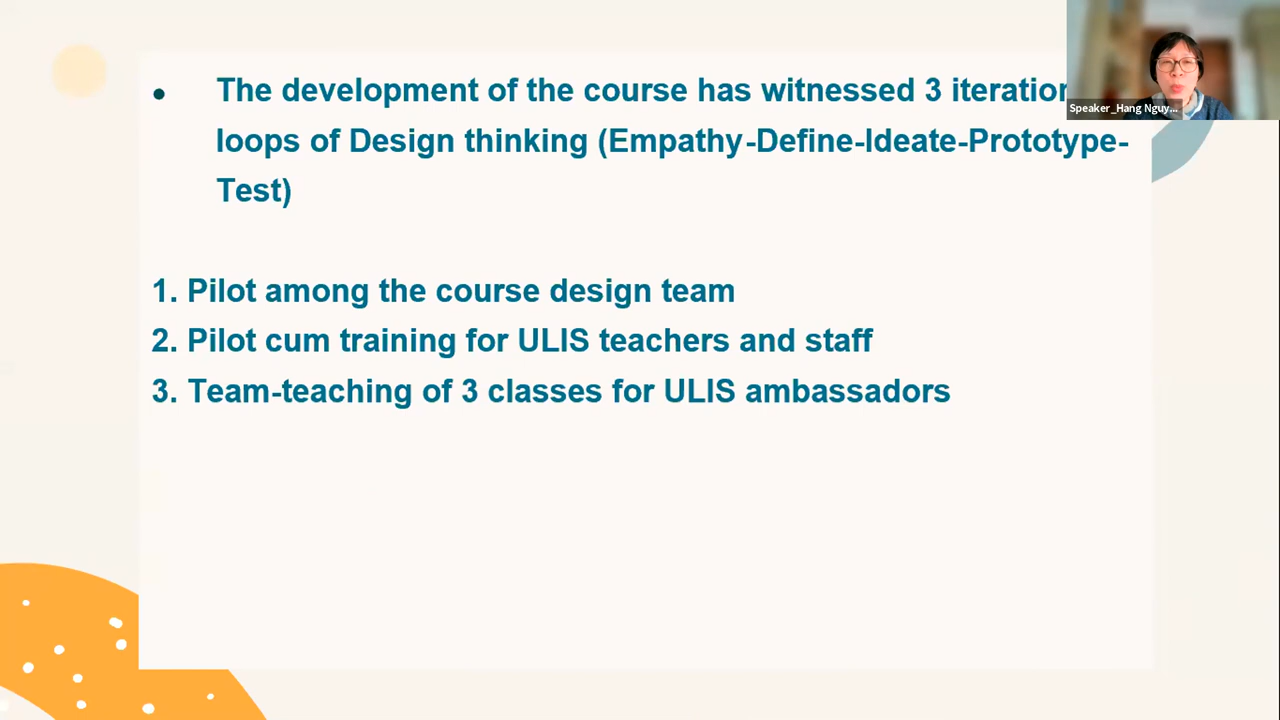 • The development of the course has witnessed 3 iteration
loops of Design thinking (Empathy-Define-Ideate-Prototype-
Test)
1. Pilot among the course design team
2. Pilot cum training for ULIS teachers and staff
3. Team-teaching of 3 classes for ULIS ambassadors
Speaker_Hang Nguy...